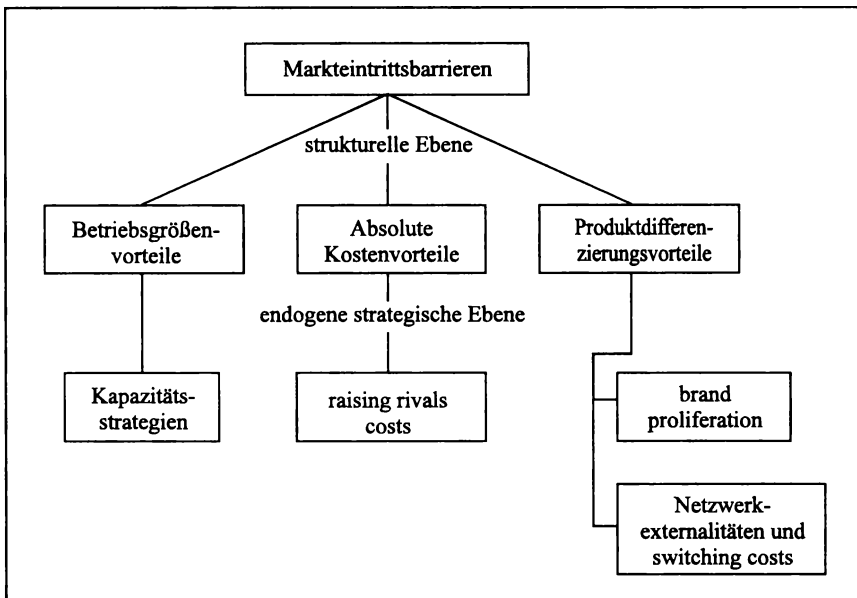 Markteintrittsbarrieren
strukturelle Ebene
Betriebsgrößen-
vorteile
Absolute
Kostenvorteile
Produktdifferen-
zierungsvorteile
endogene strategische Ebene
Kapazitäts-
strategien
raising rivals
costs
brand
proliferation
Netzwerk-
externalitäten und
switching costs